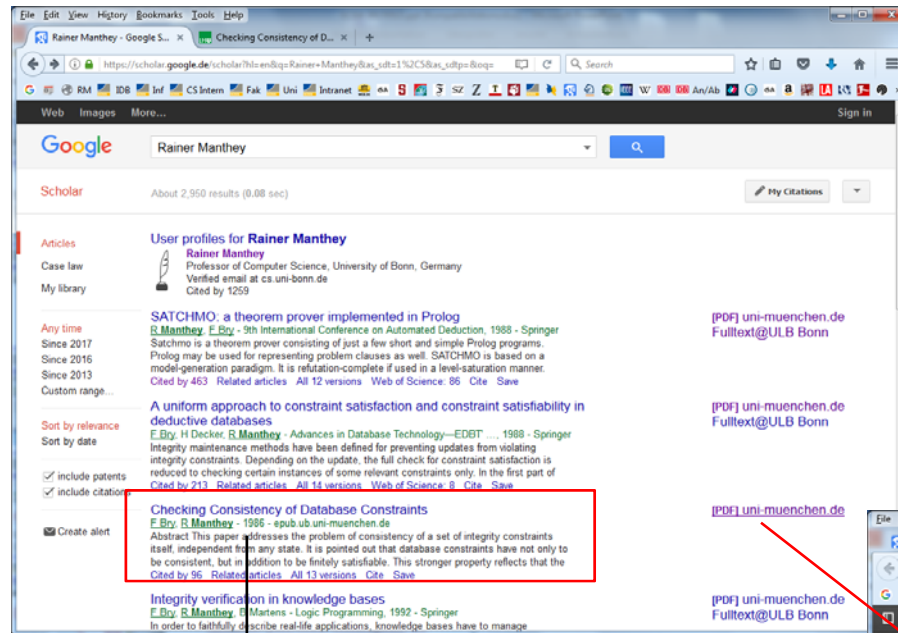 File Edit View History Bookmarks Tools Help
Rainer Manthey - Google S... × Checking Consistency of D... × +
https://scholar.google.de/scholar?hl=en&q=Rainer+Manthey&as_sdt=1%2C5&as_sdtp=&oq= Search
RM IDB Inf CS Intern Fak Uni Intranet SZ Z W An/Ab
Web Images More... Sign in
Google Rainer Manthey
Scholar About 2,950 results (0.08 sec) My Citations
Articles
Case law
My library
Any time
Since 2017
Since 2016
Since 2013
Custom range...
Sort by relevance
Sort by date
include patents
include citations
Create alert
User profiles for Rainer Manthey
Rainer Manthey
Professor of Computer Science, University of Bonn, Germany
Verified email at cs.uni-bonn.de
Cited by 1259
SATCHMO: a theorem prover implemented in Prolog
R Manthey, F Bry - 9th International Conference on Automated Deduction, 1988 - Springer
Satchmo is a theorem prover consisting of just a few short and simple Prolog programs.
Prolog may be used for representing problem clauses as well. SATCHMO is based on a
model-generation paradigm. It is refutation-complete if used in a level-saturation manner.
Cited by 463 Related articles All 12 versions Web of Science: 86 Cite Save
[PDF] uni-muenchen.de
Fulltext@ULB Bonn
A uniform approach to constraint satisfaction and constraint satisfiability in
deductive databases
F Bry, H Decker, R Manthey - Advances in Database Technology—EDBT'..., 1988 - Springer
Integrity maintenance methods have been defined for preventing updates from violating
integrity constraints. Depending on the update, the full check for constraint satisfaction is
reduced to checking certain instances of some relevant constraints only. In the first part of
Cited by 213 Related articles All 14 versions Web of Science: 8 Cite Save
[PDF] uni-muenchen.de
Fulltext@ULB Bonn
Checking Consistency of Database Constraints
F Bry, R Manthey - 1986 - epub.ub.uni-muenchen.de
Abstract This paper addresses the problem of consistency of a set of integrity constraints
itself, independent from any state. It is pointed out that database constraints have not only to
be consistent, but in addition to be finitely satisfiable. This stronger property reflects that the
Cited by 96 Related articles All 13 versions Cite Save
[PDF] uni-muenchen.de
Integrity verification in knowledge bases
F Bry, R Manthey, B Martens - Logic Programming, 1992 - Springer
In order to faithfully describe real-life applications, knowledge bases have to manage
[PDF] uni-muenchen.de
Fulltext@ULB Bonn
File